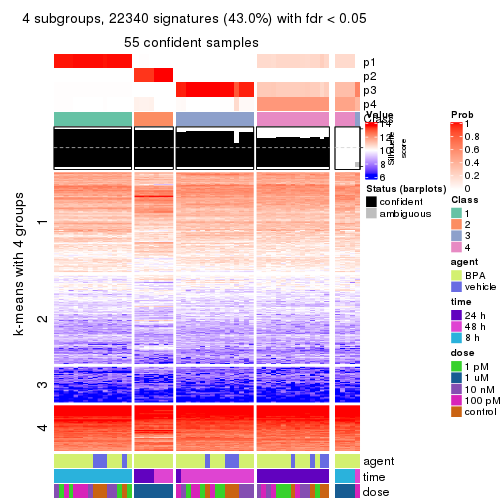 4 subgroups, 22340 signatures (43.0%) with fdr < 0.05
55 confident samples
p1
p2
p3
p4
Class
Silhouette
score
k-means with 4 groups
1
2
3
4
agent
time
dose
Value
14
12
10
8
6
Status (barplots)
confident
ambiguous
Prob
1
0.8
0.6
0.4
0.2
0
Class
1
2
3
4
agent
BPA
vehicle
time
24 h
48 h
8 h
dose
1 pM
1 uM
10 nM
100 pM
control